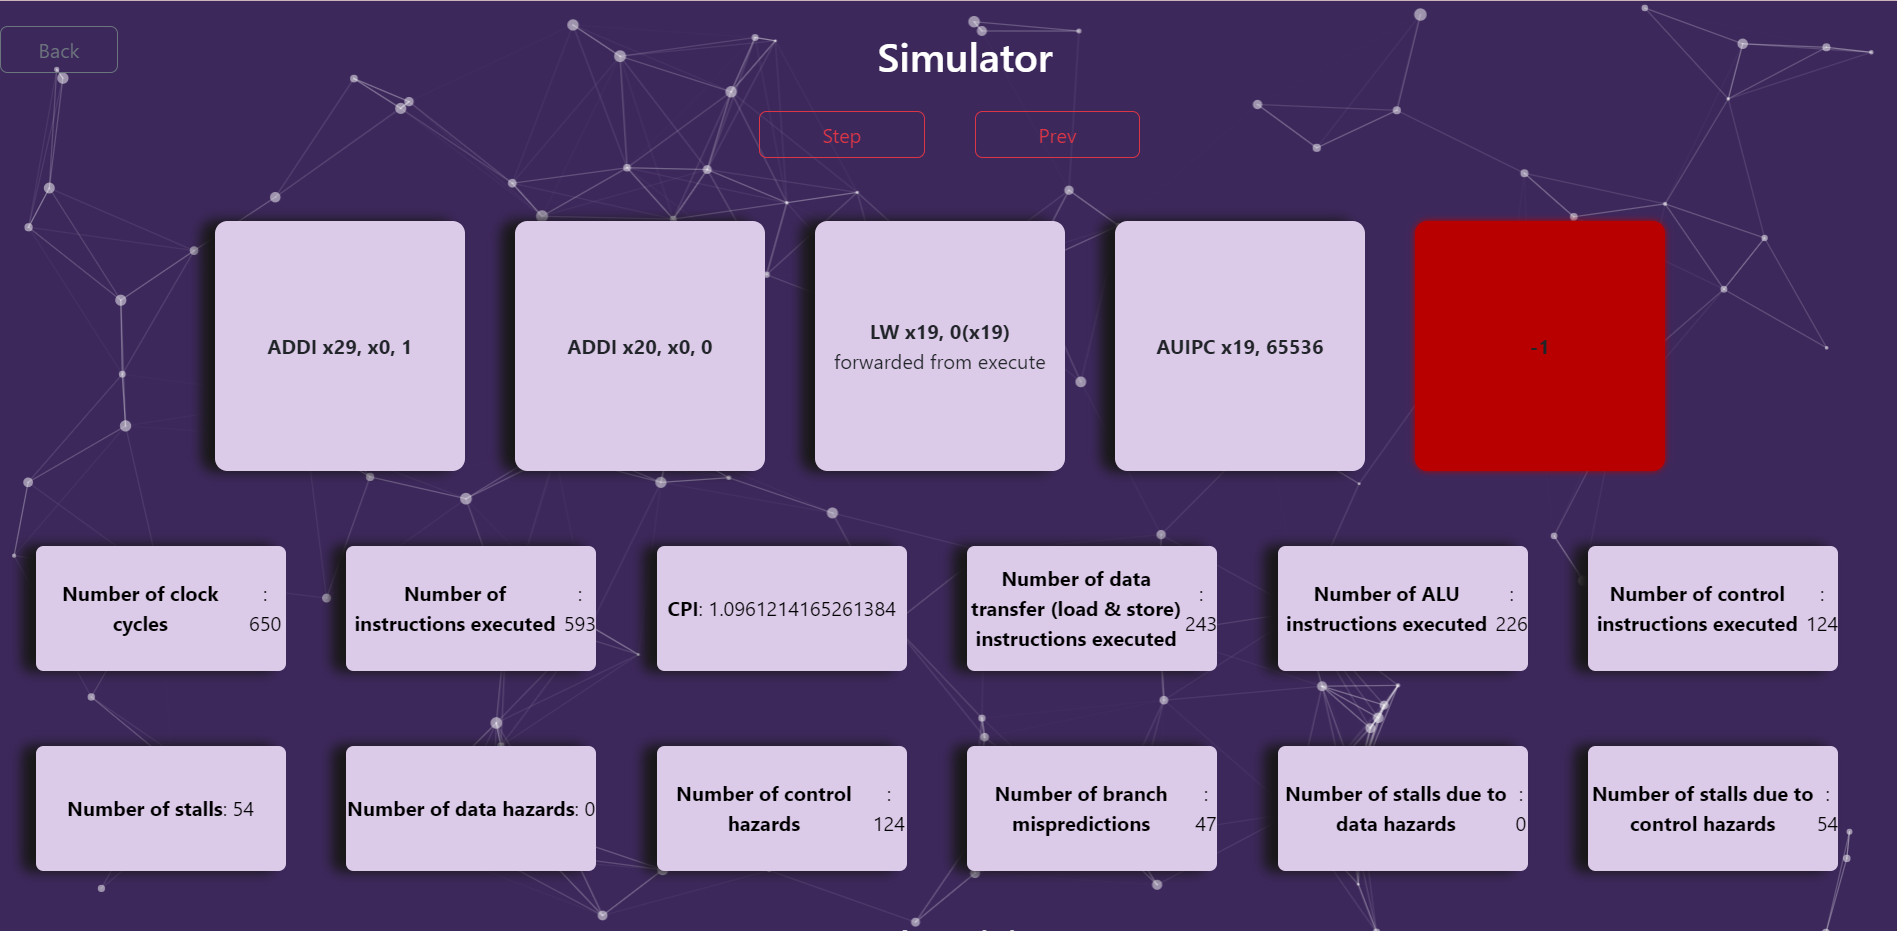 Back
Simulator
Step
Prev
ADDI x29, x0, 1
ADDI x20, x0, 0
LW x19, 0(x19)
forwarded from execute
AUIPC x19, 65536
-1
Number of clock cycles: 650
Number of instructions executed: 593
CPI: 1.0961214165261384
Number of data transfer (load & store) instructions executed: 243
Number of ALU instructions executed: 226
Number of control instructions executed: 124
Number of stalls: 54
Number of data hazards: 0
Number of control hazards: 124
Number of branch mispredictions: 47
Number of stalls due to data hazards: 0
Number of stalls due to control hazards: 54